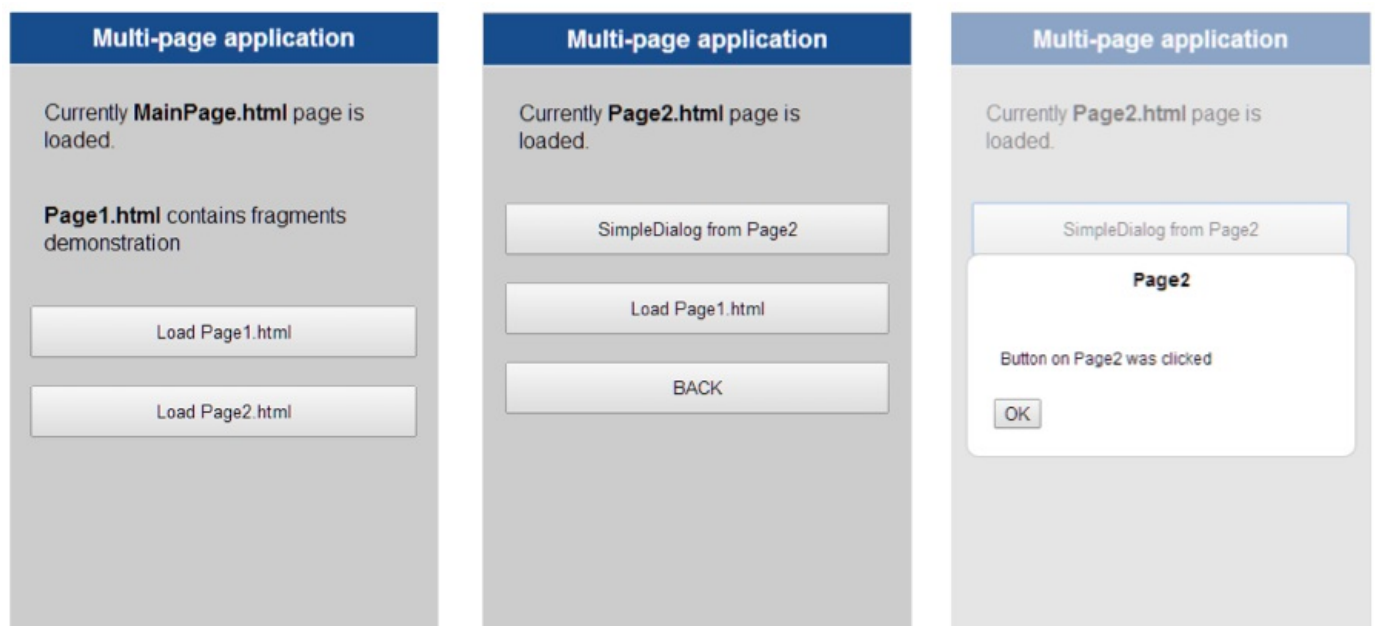 Multi-page application
Currently MainPage.html page is
loaded.
Page1.html contains fragments
demonstration
Load Page1.html
Load Page2.html
Multi-page application
Currently Page2.html page is
loaded.
SimpleDialog from Page2
Load Page1.html
BACK
Multi-page application
Currently Page2.html page is
loaded.
SimpleDialog from Page2
Page2
Button on Page2 was clicked
OK